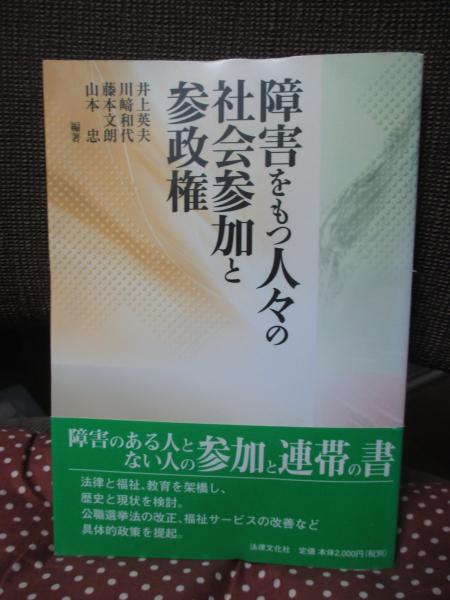 障害をもつ人々の
社会参加と
参政権
井上英夫
川﨑和代
藤本文朗
山本 忠
編著
障害のある人と
ない人の参加と連帯の書
法律と福祉、教育を架橋し、
歴史と現状を検討。
公職選挙法の改正、福祉サービスの改善など
具体的政策を提起。
法律文化社 定価 本体2,000円(税別)